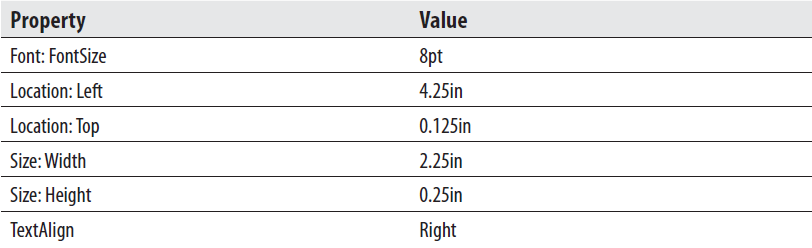 Property Value
Font: FontSize 8pt
Location: Left 4.25in
Location: Top 0.125in
Size: Width 2.25in
Size: Height 0.25in
TextAlign Right